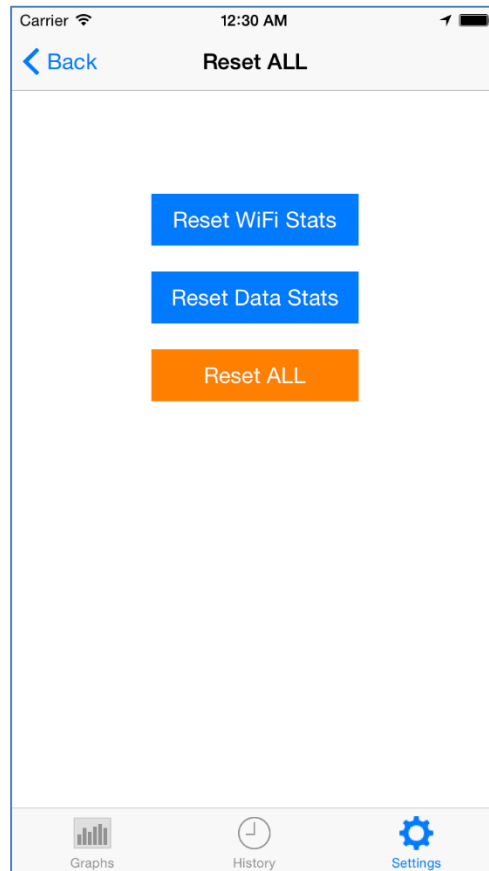 Carrier 12:30 AM
Back Reset ALL
Reset WiFi Stats
Reset Data Stats
Reset ALL
Graphs History Settings